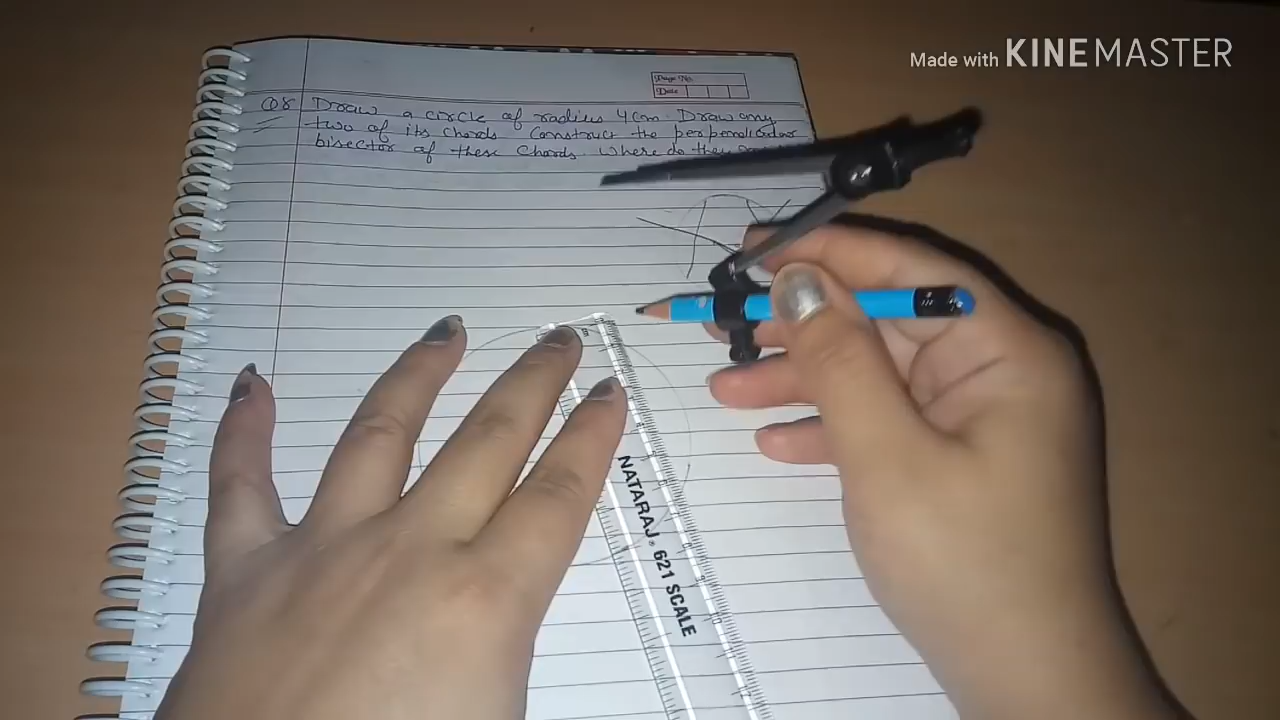 Made with KINEMASTER
Page No.
Date
Q8 Draw a circle of radius 4cm. Draw any
two of its chords. Construct the perpendicular
bisector of these chords. Where do they
cm
NATARAJ® 621 SCALE